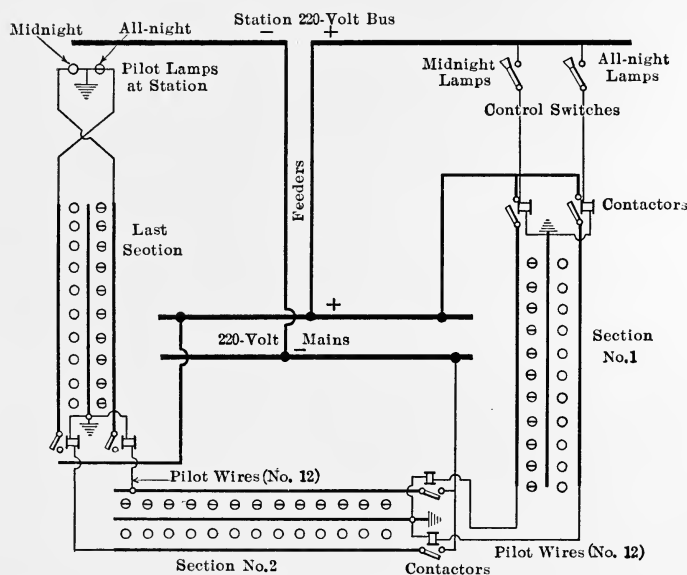 Station 220-Volt Bus
− +
Midnight
All-night
Pilot Lamps
at Station
Midnight
Lamps
All-night
Lamps
Control Switches
Feeders
Contactors
Last
Section
+
220-Volt − Mains
Section
No.1
Pilot Wires (No. 12)
Section No.2
Contactors
Pilot Wires (No. 12)